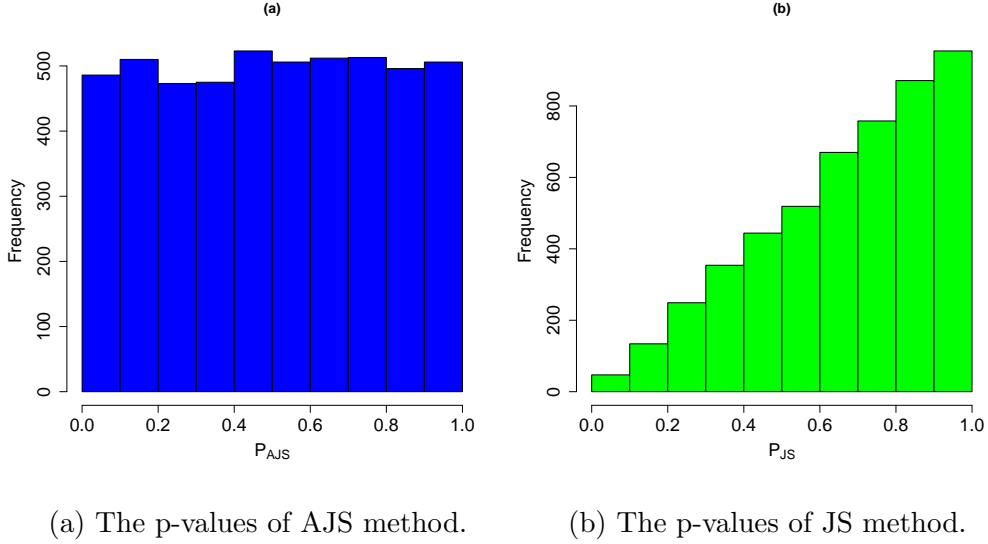 (a)
(b)
Frequency
0
100
200
300
400
500
0.0 0.2 0.4 0.6 0.8 1.0
P_AJS
Frequency
0
200
400
600
800
0.0 0.2 0.4 0.6 0.8 1.0
P_JS
(a) The p-values of AJS method.
(b) The p-values of JS method.